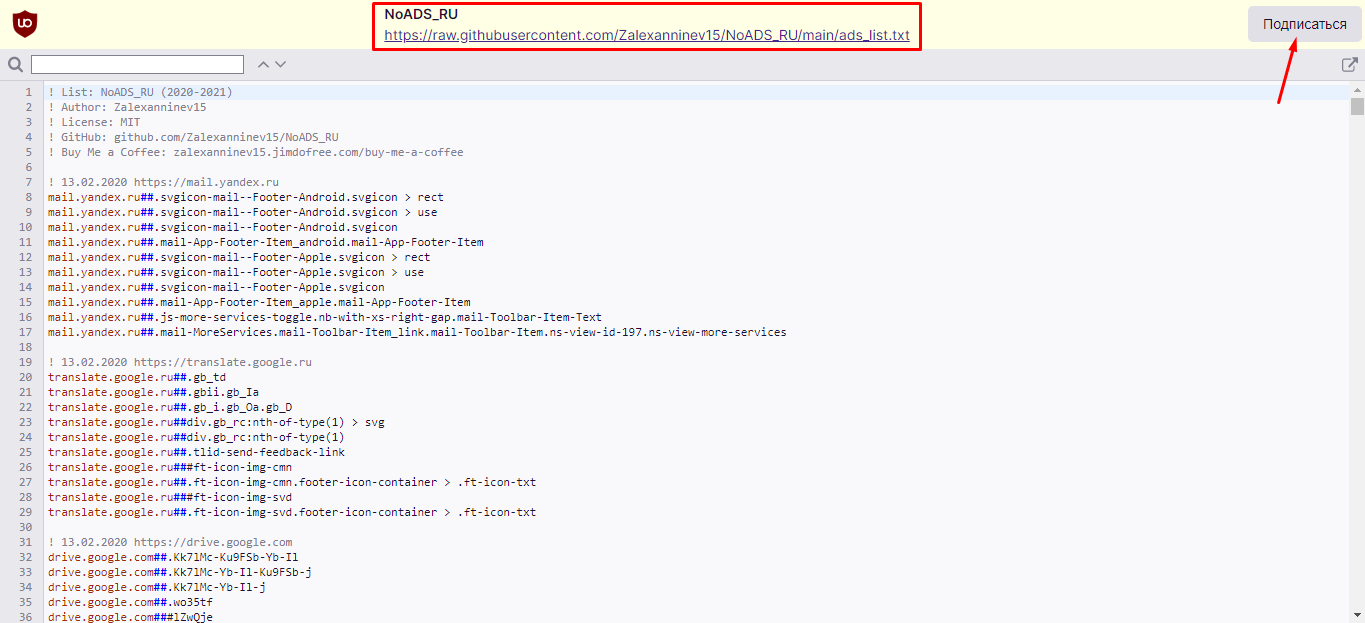 uo
NoADS_RU
https://raw.githubusercontent.com/Zalexanninev15/NoADS_RU/main/ads_list.txt
Подписаться
1 ! List: NoADS_RU (2020-2021)
2 ! Author: Zalexanninev15
3 ! License: MIT
4 ! GitHub: github.com/Zalexanninev15/NoADS_RU
5 ! Buy Me a Coffee: zalexanninev15.jimdofree.com/buy-me-a-coffee
6
7 ! 13.02.2020 https://mail.yandex.ru
8 mail.yandex.ru##.svgicon-mail--Footer-Android.svgicon > rect
9 mail.yandex.ru##.svgicon-mail--Footer-Android.svgicon > use
10 mail.yandex.ru##.svgicon-mail--Footer-Android.svgicon
11 mail.yandex.ru##.mail-App-Footer-Item_android.mail-App-Footer-Item
12 mail.yandex.ru##.svgicon-mail--Footer-Apple.svgicon > rect
13 mail.yandex.ru##.svgicon-mail--Footer-Apple.svgicon > use
14 mail.yandex.ru##.svgicon-mail--Footer-Apple.svgicon
15 mail.yandex.ru##.mail-App-Footer-Item_apple.mail-App-Footer-Item
16 mail.yandex.ru##.js-more-services-toggle.nb-with-xs-right-gap.mail-Toolbar-Item-Text
17 mail.yandex.ru##.mail-MoreServices.mail-Toolbar-Item_link.mail-Toolbar-Item.ns-view-id-197.ns-view-more-services
18
19 ! 13.02.2020 https://translate.google.ru
20 translate.google.ru##.gb_td
21 translate.google.ru##.gbii.gb_Ia
22 translate.google.ru##.gb_i.gb_Oa.gb_D
23 translate.google.ru##div.gb_rc:nth-of-type(1) > svg
24 translate.google.ru##div.gb_rc:nth-of-type(1)
25 translate.google.ru##.tlid-send-feedback-link
26 translate.google.ru###ft-icon-img-cmn
27 translate.google.ru##.ft-icon-img-cmn.footer-icon-container > .ft-icon-txt
28 translate.google.ru###ft-icon-img-svd
29 translate.google.ru##.ft-icon-img-svd.footer-icon-container > .ft-icon-txt
30
31 ! 13.02.2020 https://drive.google.com
32 drive.google.com##.Kk7lMc-Ku9FSb-Yb-Il
33 drive.google.com##.Kk7lMc-Yb-Il-Ku9FSb-j
34 drive.google.com##.Kk7lMc-Yb-Il-j
35 drive.google.com##.wo35tf
36 drive.google.com###lZwQje